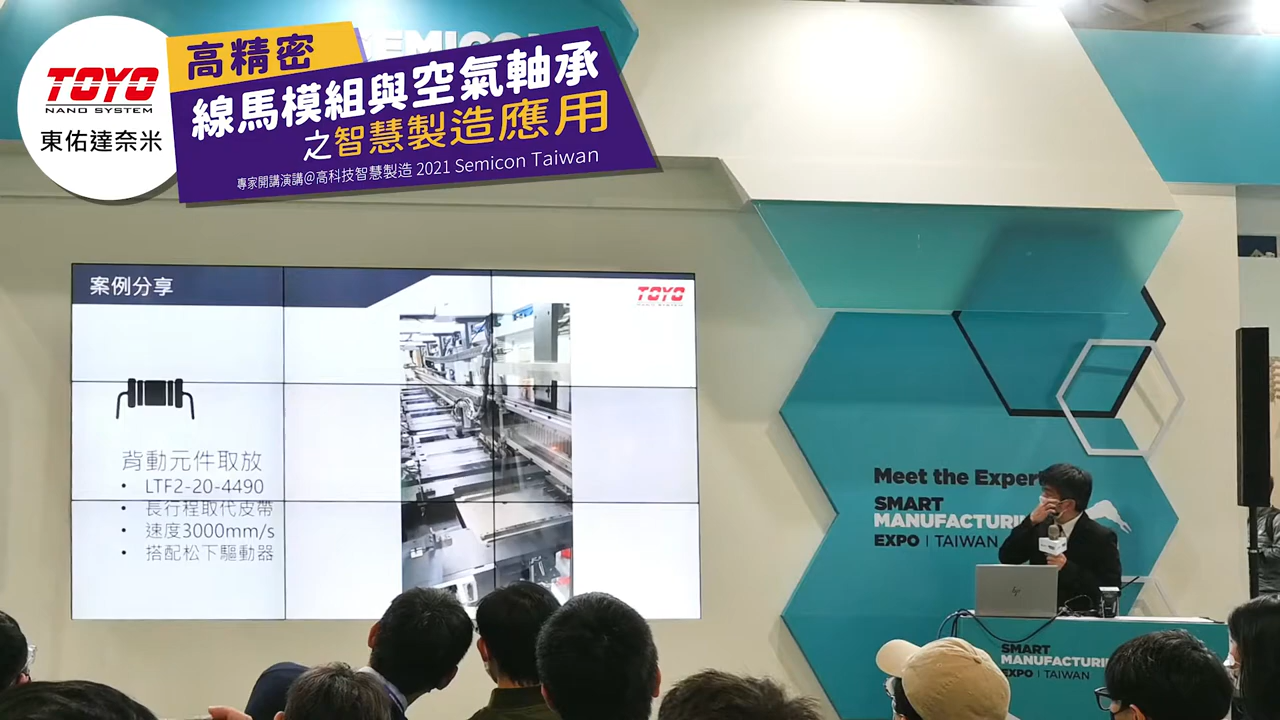 SEMICON
TOYO
NANO SYSTEM
東佑達奈米
高精密
線馬模組與空氣軸承
之智慧製造應用
專家開講演講@高科技智慧製造 2021 Semicon Taiwan
案例分享
TOYO
背動元件取放
• LTF2-20-4490
• 長行程取代皮帶
• 速度3000mm/s
• 搭配松下驅動器
Meet the Exper
SMART
MANUFACTURI
EXPO | TAIWAN
hp
SMART
MANUFACTURI
EXPO | TAIWAN